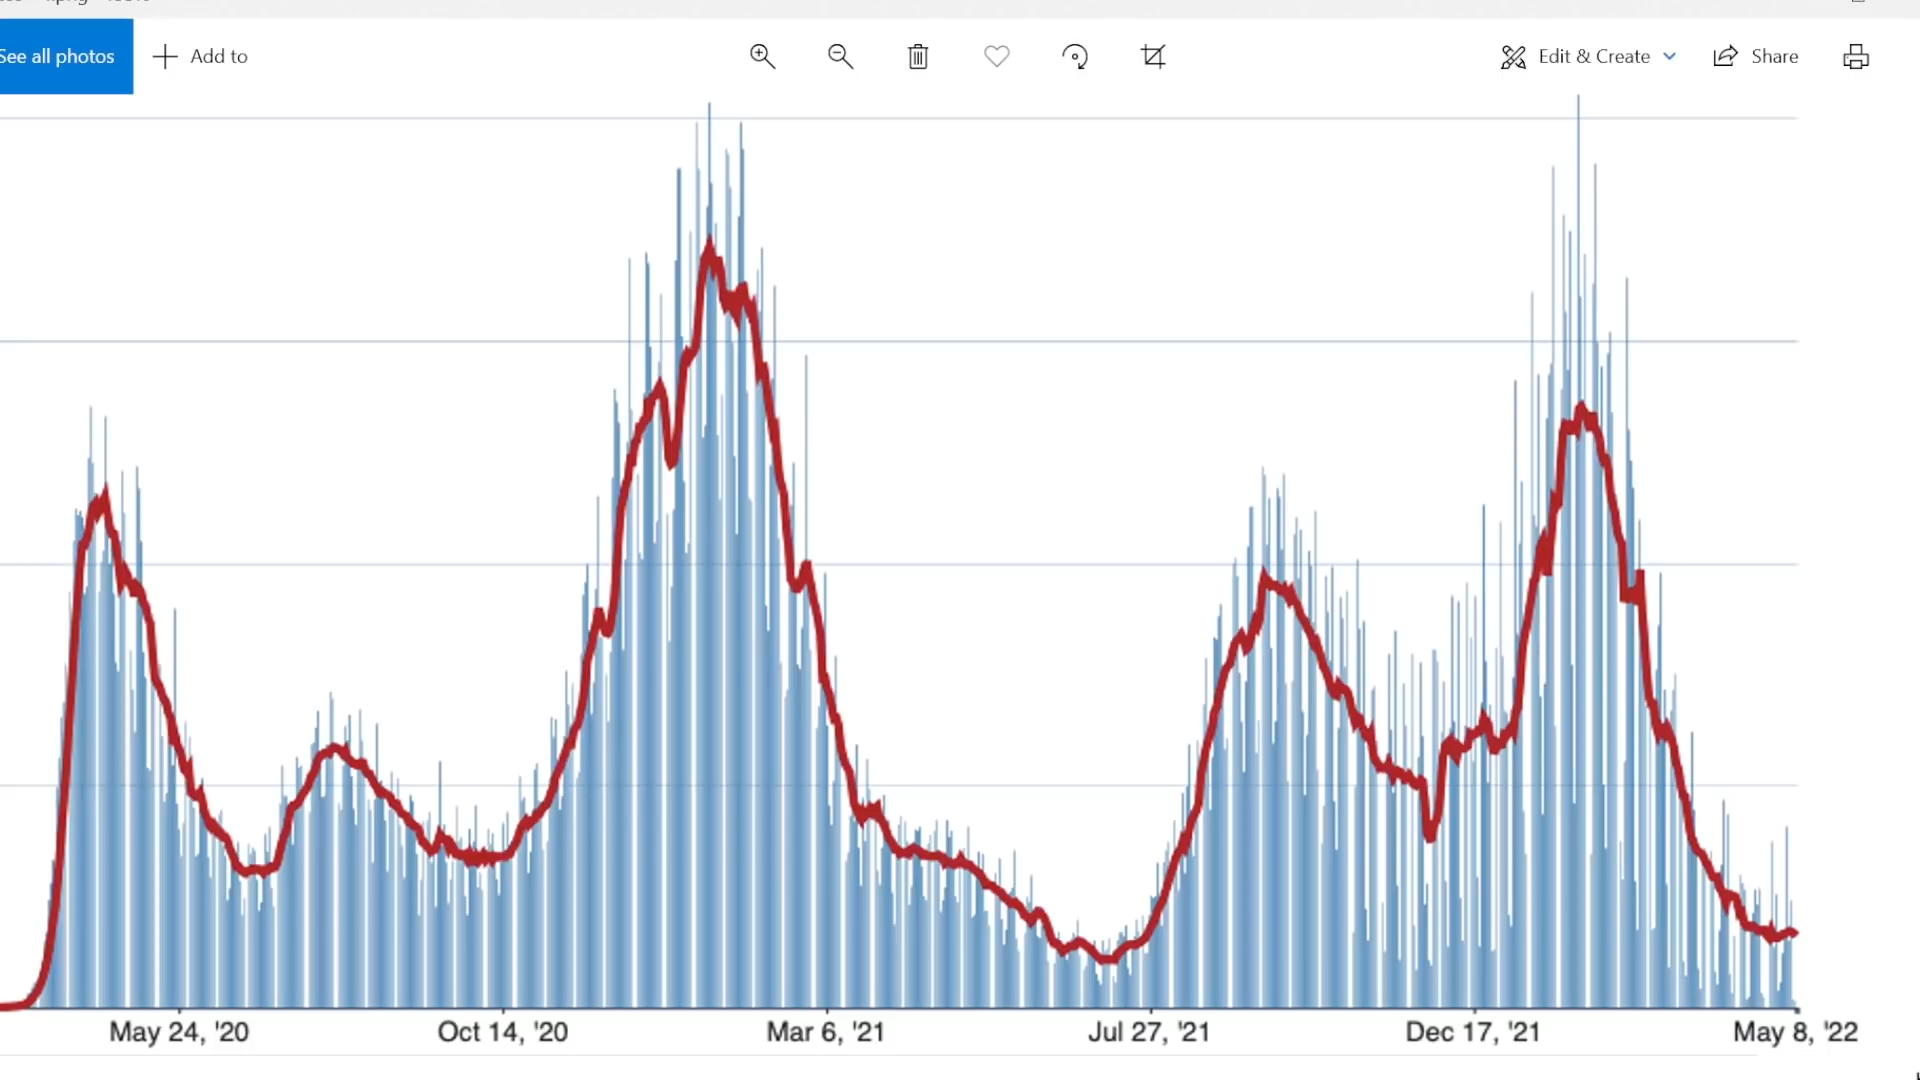 See all photos
Add to
Edit & Create
Share
May 24, '20
Oct 14, '20
Mar 6, '21
Jul 27, '21
Dec 17, '21
May 8, '22